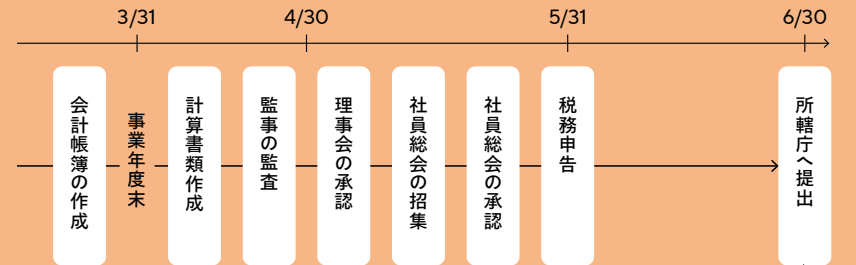 3/31
4/30
5/31
6/30
会計帳簿の作成
事業年度末
計算書類作成
監事の監査
理事会の承認
社員総会の招集
社員総会の承認
税務申告
所轄庁へ提出